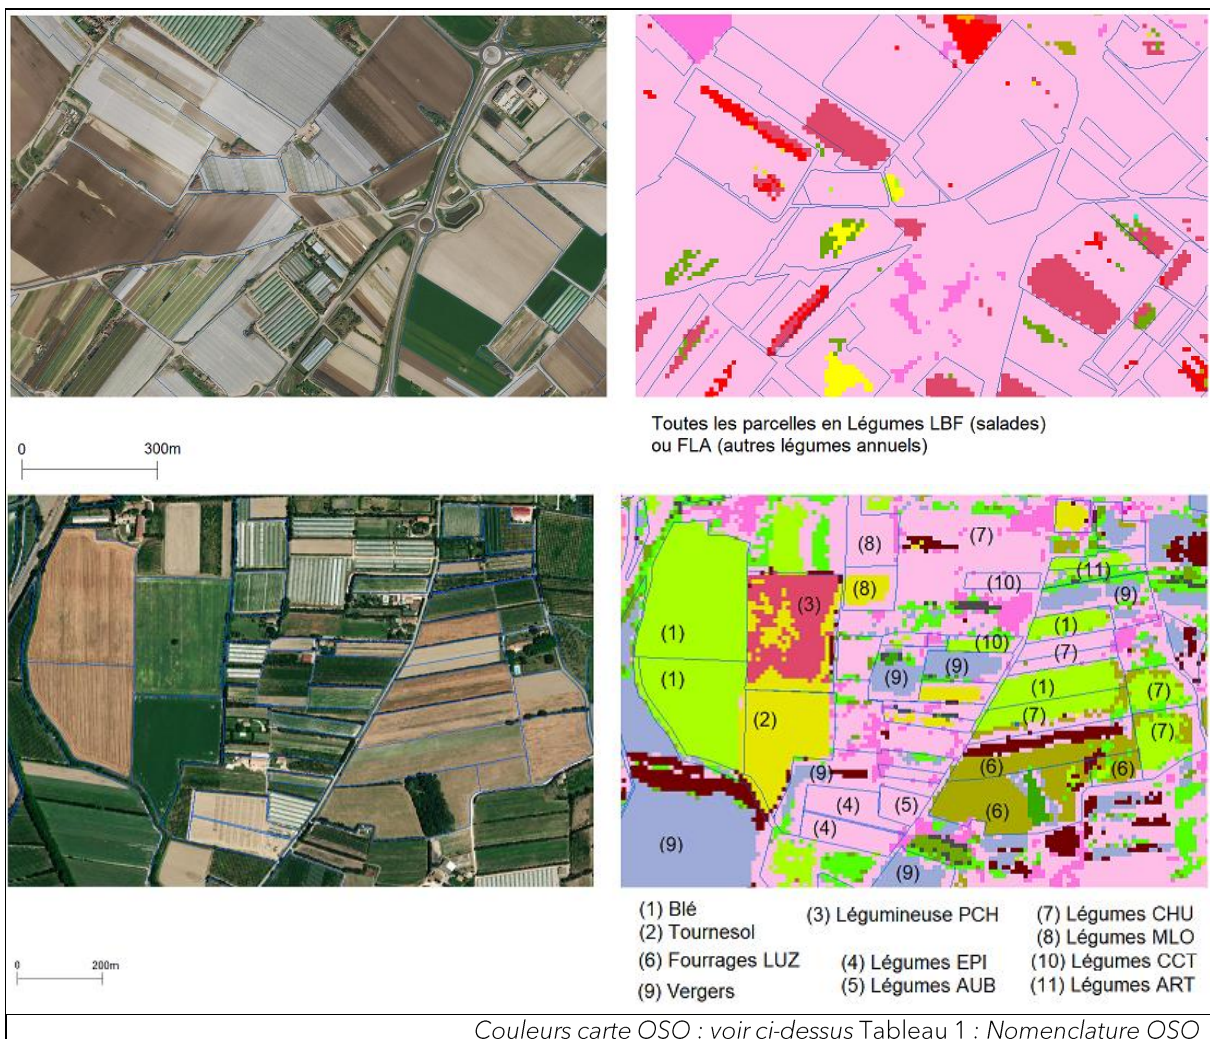 Toutes les parcelles en Légumes LBF (salades)
ou FLA (autres légumes annuels)
0 300m
(8) (7)
(11)
(3) (8) (10) (9)
(1) (1)
(10) (7)
(1) (9) (9) (1) (7)
(2) (7) (7)
(9) (6) (6)
(4) (5) (6)
(4)
(9) (9)
(1) Blé
(2) Tournesol
(6) Fourrages LUZ
(9) Vergers
(3) Légumineuse PCH
(4) Légumes EPI
(5) Légumes AUB
(7) Légumes CHU
(8) Légumes MLO
(10) Légumes CCT
(11) Légumes ART
0 200m
Couleurs carte OSO : voir ci-dessus Tableau 1 : Nomenclature OSO